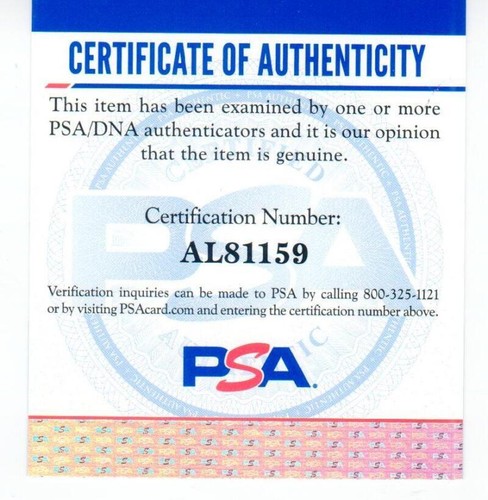 CERTIFICATE OF AUTHENTICITY
This item has been examined by one or more
PSA/DNA authenticators and it is our opinion
that the item is genuine.
Certification Number:
AL81159
Verification inquiries can be made to PSA by calling 800-325-1121
or by visiting PSAcard.com and entering the certification number above.
PSA